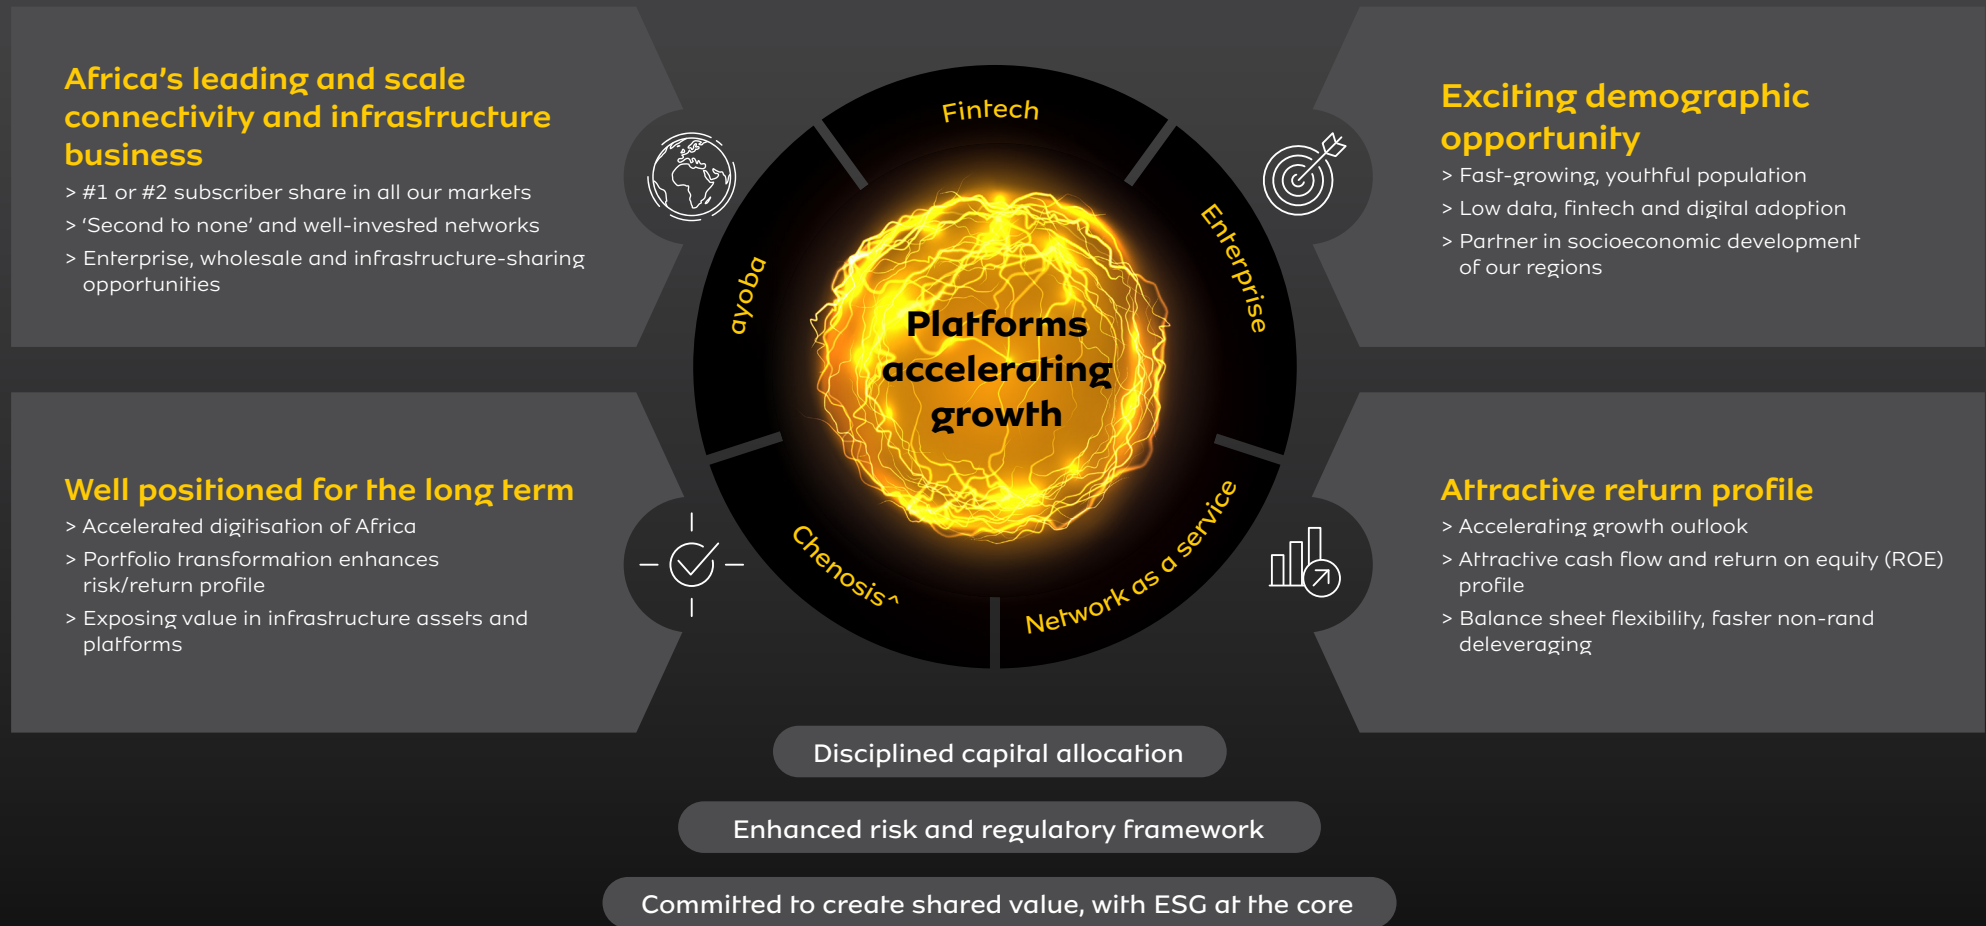 Africa's leading and scale
connectivity and infrastructure
business
> #1 or #2 subscriber share in all our markets
> ‘Second to none’ and well-invested networks
> Enterprise, wholesale and infrastructure-sharing
opportunities
Well positioned for the long term
> Accelerated digitisation of Africa
> Portfolio transformation enhances
risk/return profile
> Exposing value in infrastructure assets and
platforms
Fintech
Enterprise
Network as a service
Chenosis^
ayoba
Platforms
accelerating
growth
Exciting demographic
opportunity
> Fast-growing, youthful population
> Low data, fintech and digital adoption
> Partner in socioeconomic development
of our regions
Attractive return profile
> Accelerating growth outlook
> Attractive cash flow and return on equity (ROE)
profile
> Balance sheet flexibility, faster non-rand
deleveraging
Disciplined capital allocation
Enhanced risk and regulatory framework
Committed to create shared value, with ESG at the core